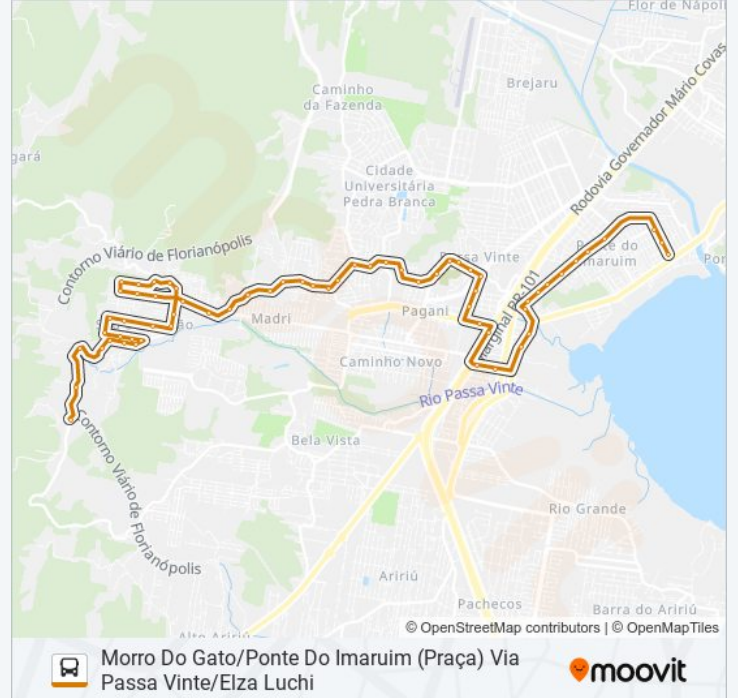 Flor de Nápoli
Rodovia Governador Mário Covas
Brejaru
Caminho
da Fazenda
Cidade
Universitária
Pedra Branca
gará
Contorno Viário de Florianópolis
Passa Vinte
Ponte do
Imaruim
Pon
Marginal BR-101
Madri
Pagani
Caminho Novo
Rio Passa Vinte
Contorno Viário de Florianópolis
Bela Vista
Rio Grande
Aririú
Pachecos
Barra do Aririú
Alto Aririú
© OpenStreetMap contributors | © OpenMapTiles
Morro Do Gato/Ponte Do Imaruim (Praça) Via
Passa Vinte/Elza Luchi
moovit